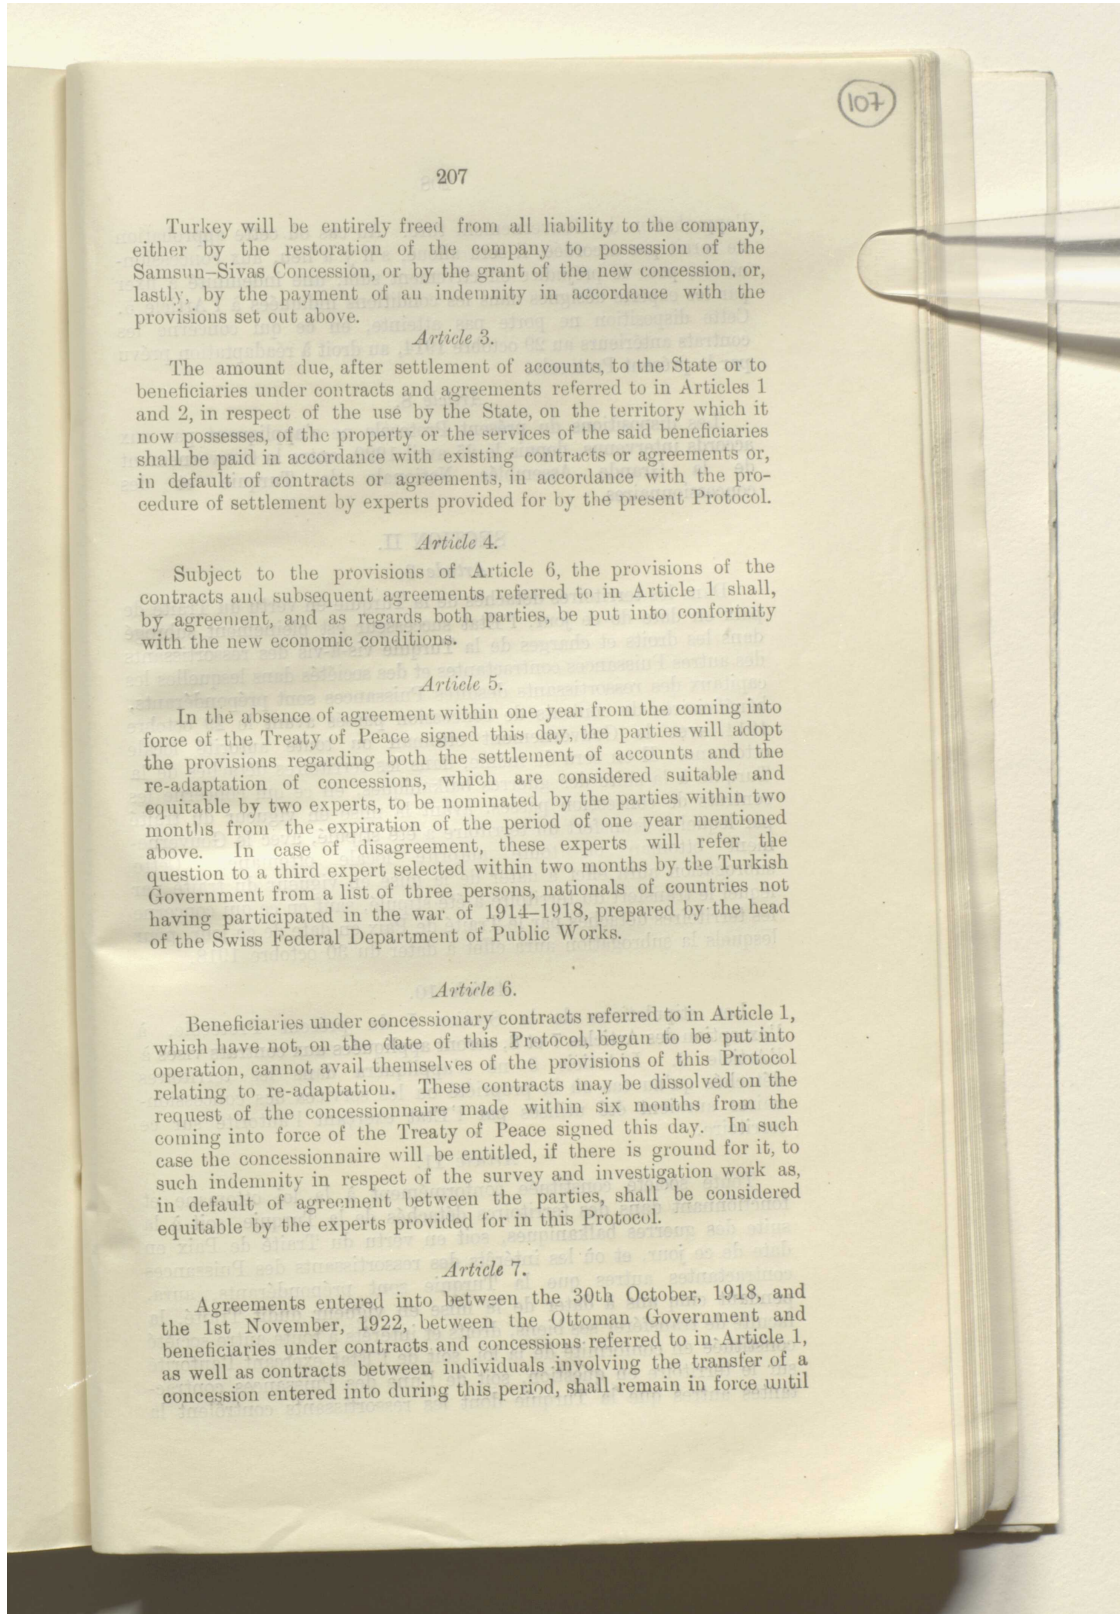 107
207
Turkey will be entirely freed from all liability to the company,
either by the restoration of the company to possession of the
Samsun–Sivas Concession, or by the grant of the new concession, or,
lastly, by the payment of an indemnity in accordance with the
provisions set out above.
Article 3.
The amount due, after settlement of accounts, to the State or to
beneficiaries under contracts and agreements referred to in Articles 1
and 2, in respect of the use by the State, on the territory which it
now possesses, of the property or the services of the said beneficiaries
shall be paid in accordance with existing contracts or agreements or,
in default of contracts or agreements, in accordance with the pro-
cedure of settlement by experts provided for by the present Protocol.
Article 4.
Subject to the provisions of Article 6, the provisions of the
contracts and subsequent agreements referred to in Article 1 shall,
by agreement, and as regards both parties, be put into conformity
with the new economic conditions.
Article 5.
In the absence of agreement within one year from the coming into
force of the Treaty of Peace signed this day, the parties will adopt
the provisions regarding both the settlement of accounts and the
re-adaptation of concessions, which are considered suitable and
equitable by two experts, to be nominated by the parties within two
months from the expiration of the period of one year mentioned
above. In case of disagreement, these experts will refer the
question to a third expert selected within two months by the Turkish
Government from a list of three persons, nationals of countries not
having participated in the war of 1914–1918, prepared by the head
of the Swiss Federal Department of Public Works.
Article 6.
Beneficiaries under concessionary contracts referred to in Article 1,
which have not, on the date of this Protocol, begun to be put into
operation, cannot avail themselves of the provisions of this Protocol
relating to re-adaptation. These contracts may be dissolved on the
request of the concessionnaire made within six months from the
coming into force of the Treaty of Peace signed this day. In such
case the concessionnaire will be entitled, if there is ground for it, to
such indemnity in respect of the survey and investigation work as,
in default of agreement between the parties, shall be considered
equitable by the experts provided for in this Protocol.
Article 7.
Agreements entered into between the 30th October, 1918, and
the 1st November, 1922, between the Ottoman Government and
beneficiaries under contracts and concessions referred to in Article 1,
as well as contracts between individuals involving the transfer of a
concession entered into during this period, shall remain in force until